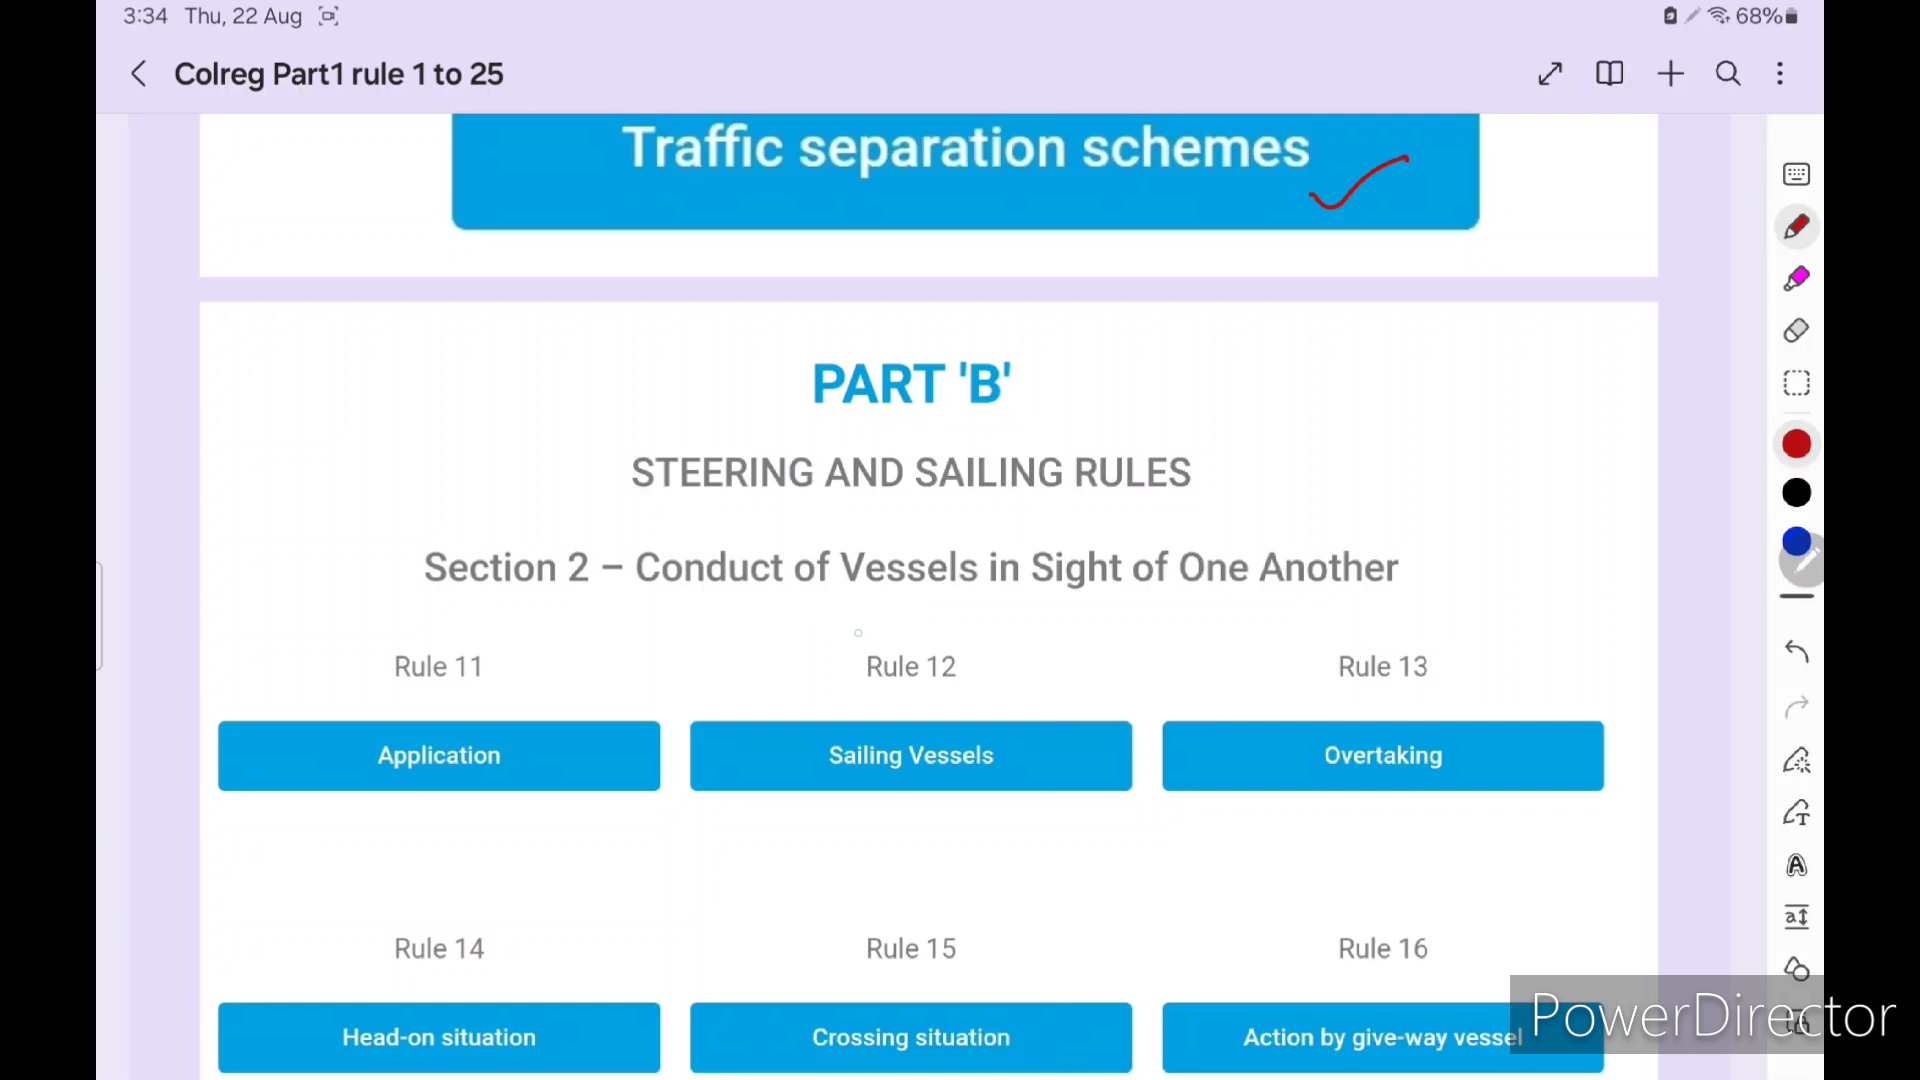 3:34 Thu, 22 Aug 68%
Colreg Part1 rule 1 to 25
Traffic separation schemes
PART 'B'
STEERING AND SAILING RULES
Section 2 – Conduct of Vessels in Sight of One Another
Rule 11 Rule 12 Rule 13
Application Sailing Vessels Overtaking
Rule 14 Rule 15 Rule 16
Head-on situation Crossing situation Action by give-way vessel
PowerDirector